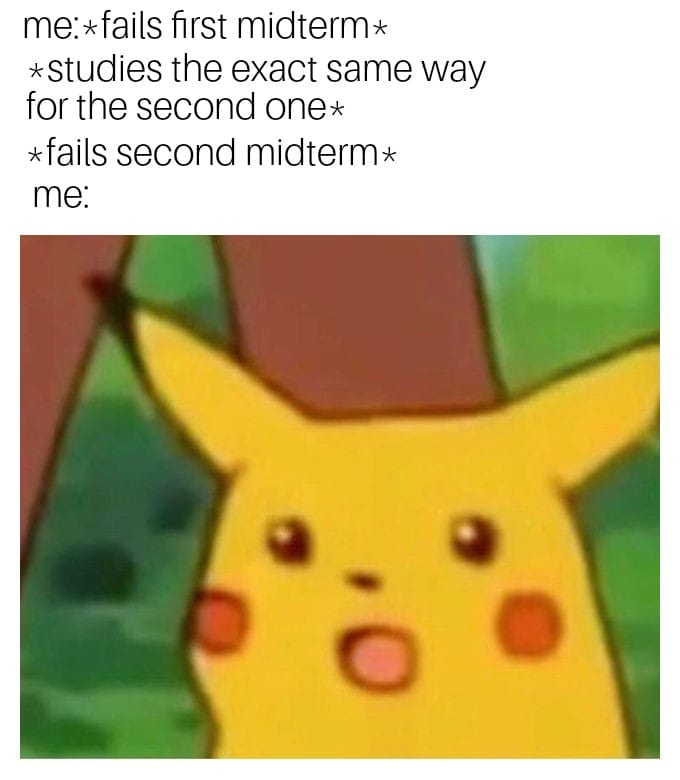 me:*fails first midterm*
*studies the exact same way
for the second one*
*fails second midterm*
me: